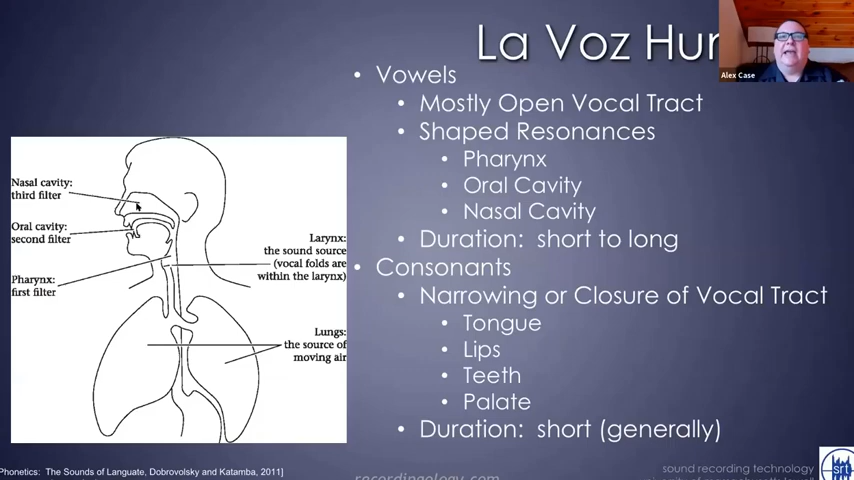 La Voz Hu
Alex Case
• Vowels
• Mostly Open Vocal Tract
• Shaped Resonances
• Pharynx
• Oral Cavity
• Nasal Cavity
• Duration: short to long
• Consonants
• Narrowing or Closure of Vocal Tract
• Tongue
• Lips
• Teeth
• Palate
• Duration: short (generally)
Nasal cavity:
third filter
Oral cavity:
second filter
Pharynx:
first filter
Larynx:
the sound source
(vocal folds are
within the larynx)
Lungs:
the source of
moving air
Phonetics: The Sounds of Languate, Dobrovolsky and Katamba, 2011]
recordingology.com
sound recording technology
srt